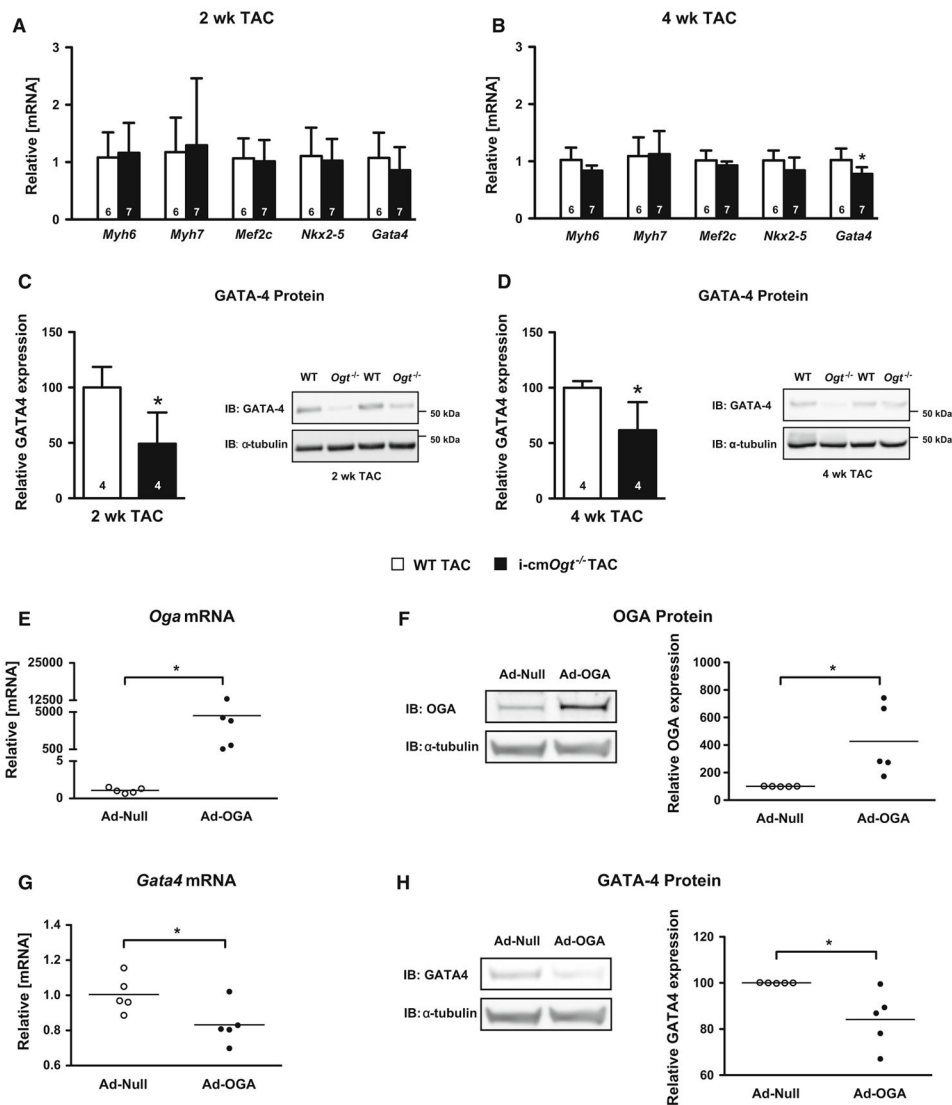 A
2 wk TAC
Relative [mRNA]
3
2
1
0
6 7 6 7 6 7 6 7 6 7
Myh6 Myh7 Mef2c Nkx2-5 Gata4
B
4 wk TAC
Relative [mRNA]
3
2
1
0
*
6 7 6 7 6 7 6 7 6 7
Myh6 Myh7 Mef2c Nkx2-5 Gata4
C
GATA-4 Protein
Relative GATA4 expression
150
100
50
0
*
4 4
2 wk TAC
WT Ogt-/- WT Ogt-/-
IB: GATA-4
50 kDa
IB: α-tubulin
50 kDa
2 wk TAC
D
GATA-4 Protein
Relative GATA4 expression
150
100
50
0
*
4 4
4 wk TAC
WT Ogt-/- WT Ogt-/-
IB: GATA-4
50 kDa
IB: α-tubulin
50 kDa
4 wk TAC
WT TAC i-cmOgt-/- TAC
E
Oga mRNA
Relative [mRNA]
25000
12500
5000
500
5
0
*
Ad-Null Ad-OGA
F
OGA Protein
Ad-Null Ad-OGA
IB: OGA
IB: α-tubulin
Relative OGA expression
1000
800
600
400
200
0
*
Ad-Null Ad-OGA
G
Gata4 mRNA
Relative [mRNA]
1.4
1.2
1.0
0.8
0.6
*
Ad-Null Ad-OGA
H
GATA-4 Protein
Ad-Null Ad-OGA
IB: GATA4
IB: α-tubulin
Relative GATA4 expression
120
100
80
60
*
Ad-Null Ad-OGA